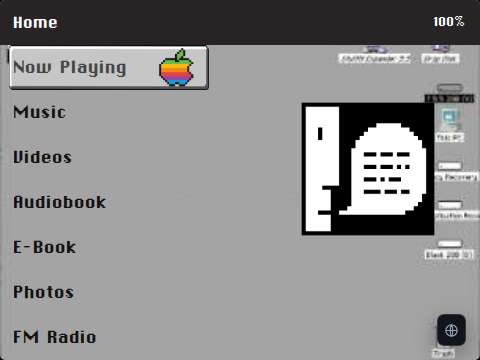 Home
100%
Now Playing
Music
Videos
Audiobook
E-Book
Photos
FM Radio